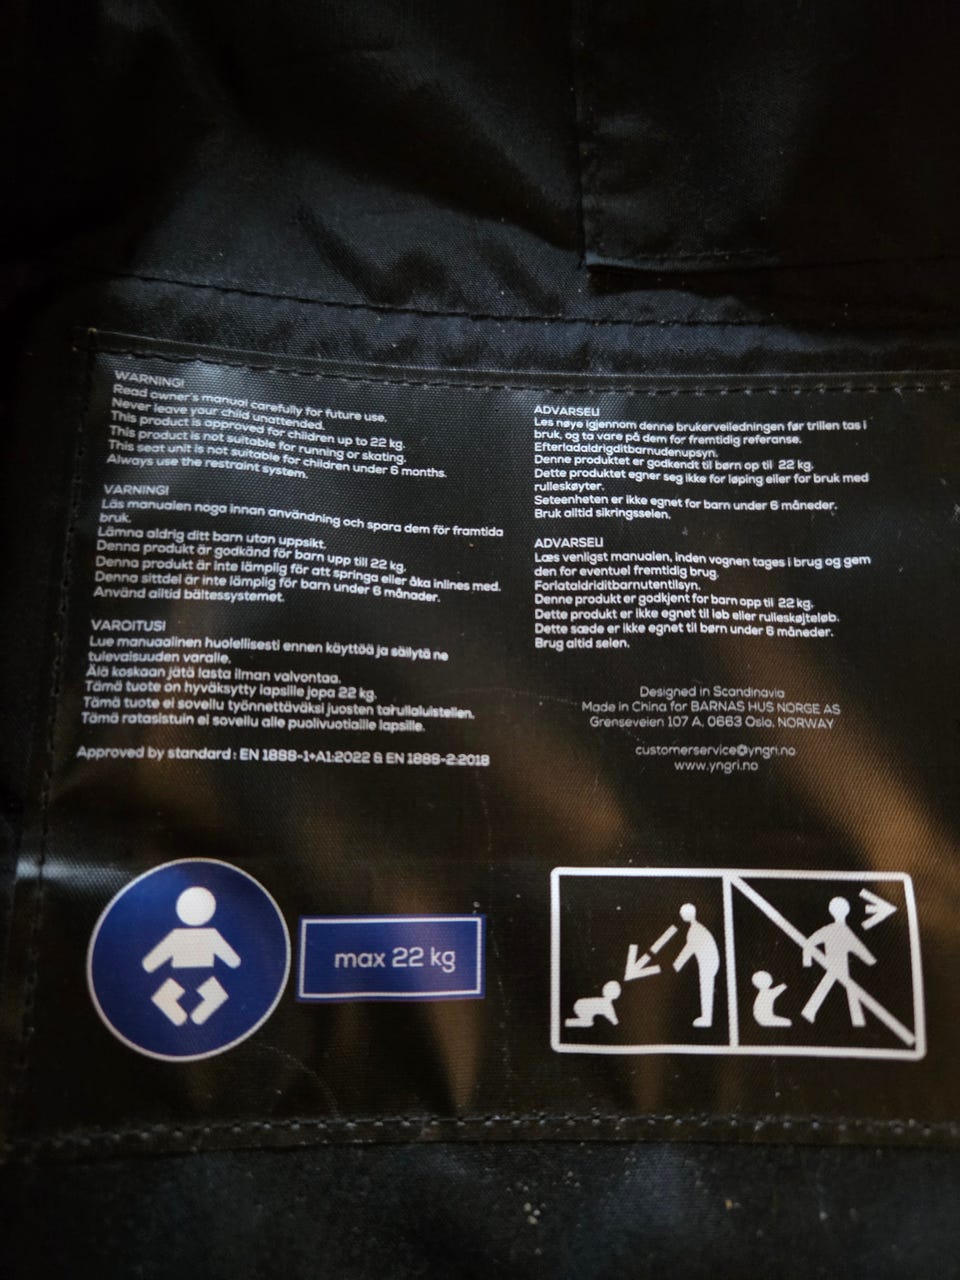 WARNING!
Read owner's manual carefully for future use.
Never leave your child unattended.
This product is approved for children up to 22 kg.
This product is not suitable for running or skating.
This seat unit is not suitable for children under 6 months.
Always use the restraint system.
VARNING!
Läs manualen noga innan användning och spara dem för framtida
bruk.
Lämna aldrig ditt barn utan uppsikt.
Denna produkt är godkänd för barn upp till 22 kg.
Denna produkt är inte lämplig för att springa eller åka inlines med.
Denna sittdel är inte lämplig för barn under 6 månader.
Använd alltid bältessystemet.
VAROITUS!
Lue manuaalinen huolellisesti ennen käyttöä ja säilytä ne
tulevaisuuden varalle.
Älä koskaan jätä lasta ilman valvontaa.
Tämä tuote on hyväksytty lapsille jopa 22 kg.
Tämä tuote ei sovellu työnnettäväksi juosten tai rullaluistellen.
Tämä ratasistuin ei sovellu alle puolivuotiaille lapsille.
Approved by standard : EN 1888-1+A1:2022 & EN 1888-2:2018
ADVARSEL!
Les nøye igjennom denne brukerveiledningen før trillen tas i
bruk, og ta vare på dem for fremtidig referanse.
Efterladaldrigditbarnudenupsyn.
Denne produktet er godkendt til børn op til 22 kg.
Dette produktet egner seg ikke for løping eller for bruk med
rulleskøyter.
Seteenheten er ikke egnet for barn under 6 måneder.
Bruk alltid sikringsselen.
ADVARSEL!
Læs venligst manualen, inden vognen tages i brug og gem
den for eventuel fremtidig brug.
Forlataldriditbarnutentilsyn.
Denne produkt er godkjent for barn opp til 22 kg.
Dette produkt er ikke egnet til løb eller rulleskøjteløb.
Dette sæde er ikke egnet til børn under 6 måneder.
Brug altid selen.
Designed in Scandinavia
Made in China for BARNAS HUS NORGE AS
Grenseveien 107 A, 0663 Oslo, NORWAY
customerservice@yngri.no
www.yngri.no
max 22 kg